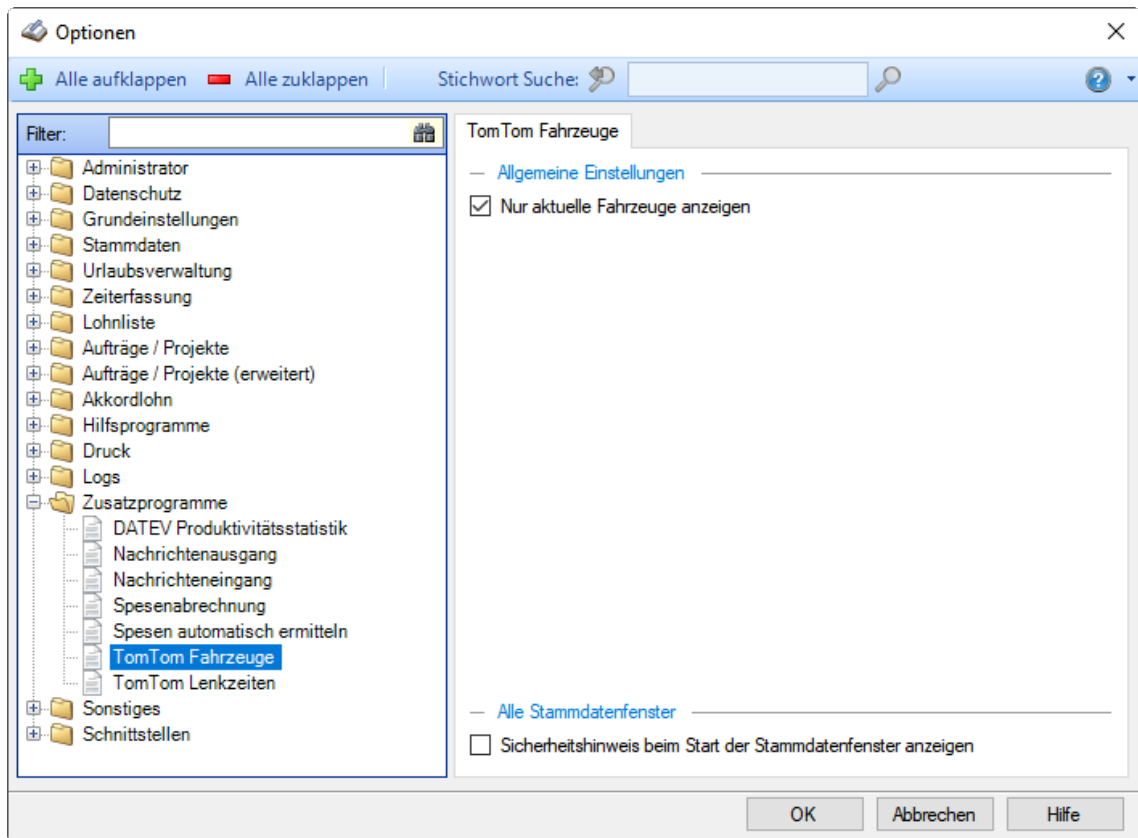 Optionen
Alle aufklappen Alle zuklappen Stichwort Suche:
Filter:
Administrator
Datenschutz
Grundeinstellungen
Stammdaten
Urlaubsverwaltung
Zeiterfassung
Lohnliste
Aufträge / Projekte
Aufträge / Projekte (erweitert)
Akkordlohn
Hilfsprogramme
Druck
Logs
Zusatzprogramme
DATEV Produktivitätsstatistik
Nachrichtenausgang
Nachrichteneingang
Spesenabrechnung
Spesen automatisch ermitteln
TomTom Fahrzeuge
TomTom Lenkzeiten
Sonstiges
Schnittstellen
TomTom Fahrzeuge
Allgemeine Einstellungen
Nur aktuelle Fahrzeuge anzeigen
Alle Stammdatenfenster
Sicherheitshinweis beim Start der Stammdatenfenster anzeigen
OK Abbrechen Hilfe